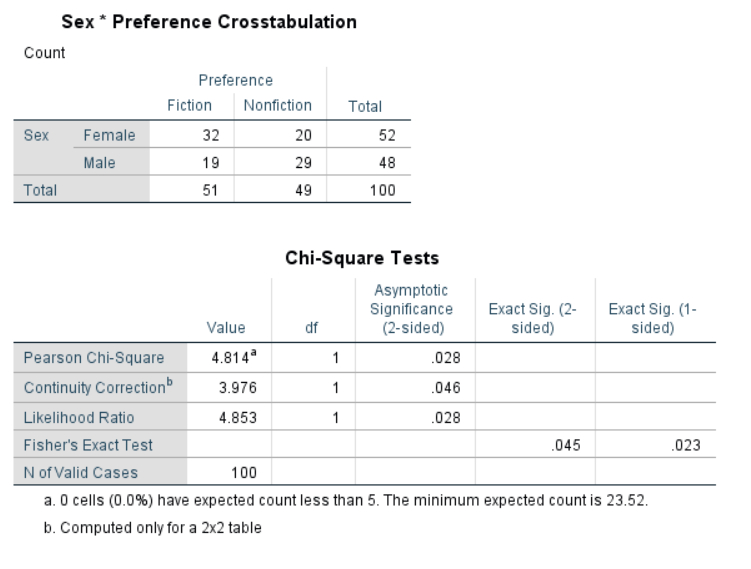 Sex * Preference Crosstabulation
Count
Preference
Fiction Nonfiction Total
Sex Female 32 20 52
Male 19 29 48
Total 51 49 100
Chi-Square Tests
Value df Asymptotic Significance (2-sided) Exact Sig. (2-sided) Exact Sig. (1-sided)
Pearson Chi-Square 4.814a 1 .028
Continuity Correctionb 3.976 1 .046
Likelihood Ratio 4.853 1 .028
Fisher's Exact Test .045 .023
N of Valid Cases 100
a. 0 cells (0.0%) have expected count less than 5. The minimum expected count is 23.52.
b. Computed only for a 2x2 table